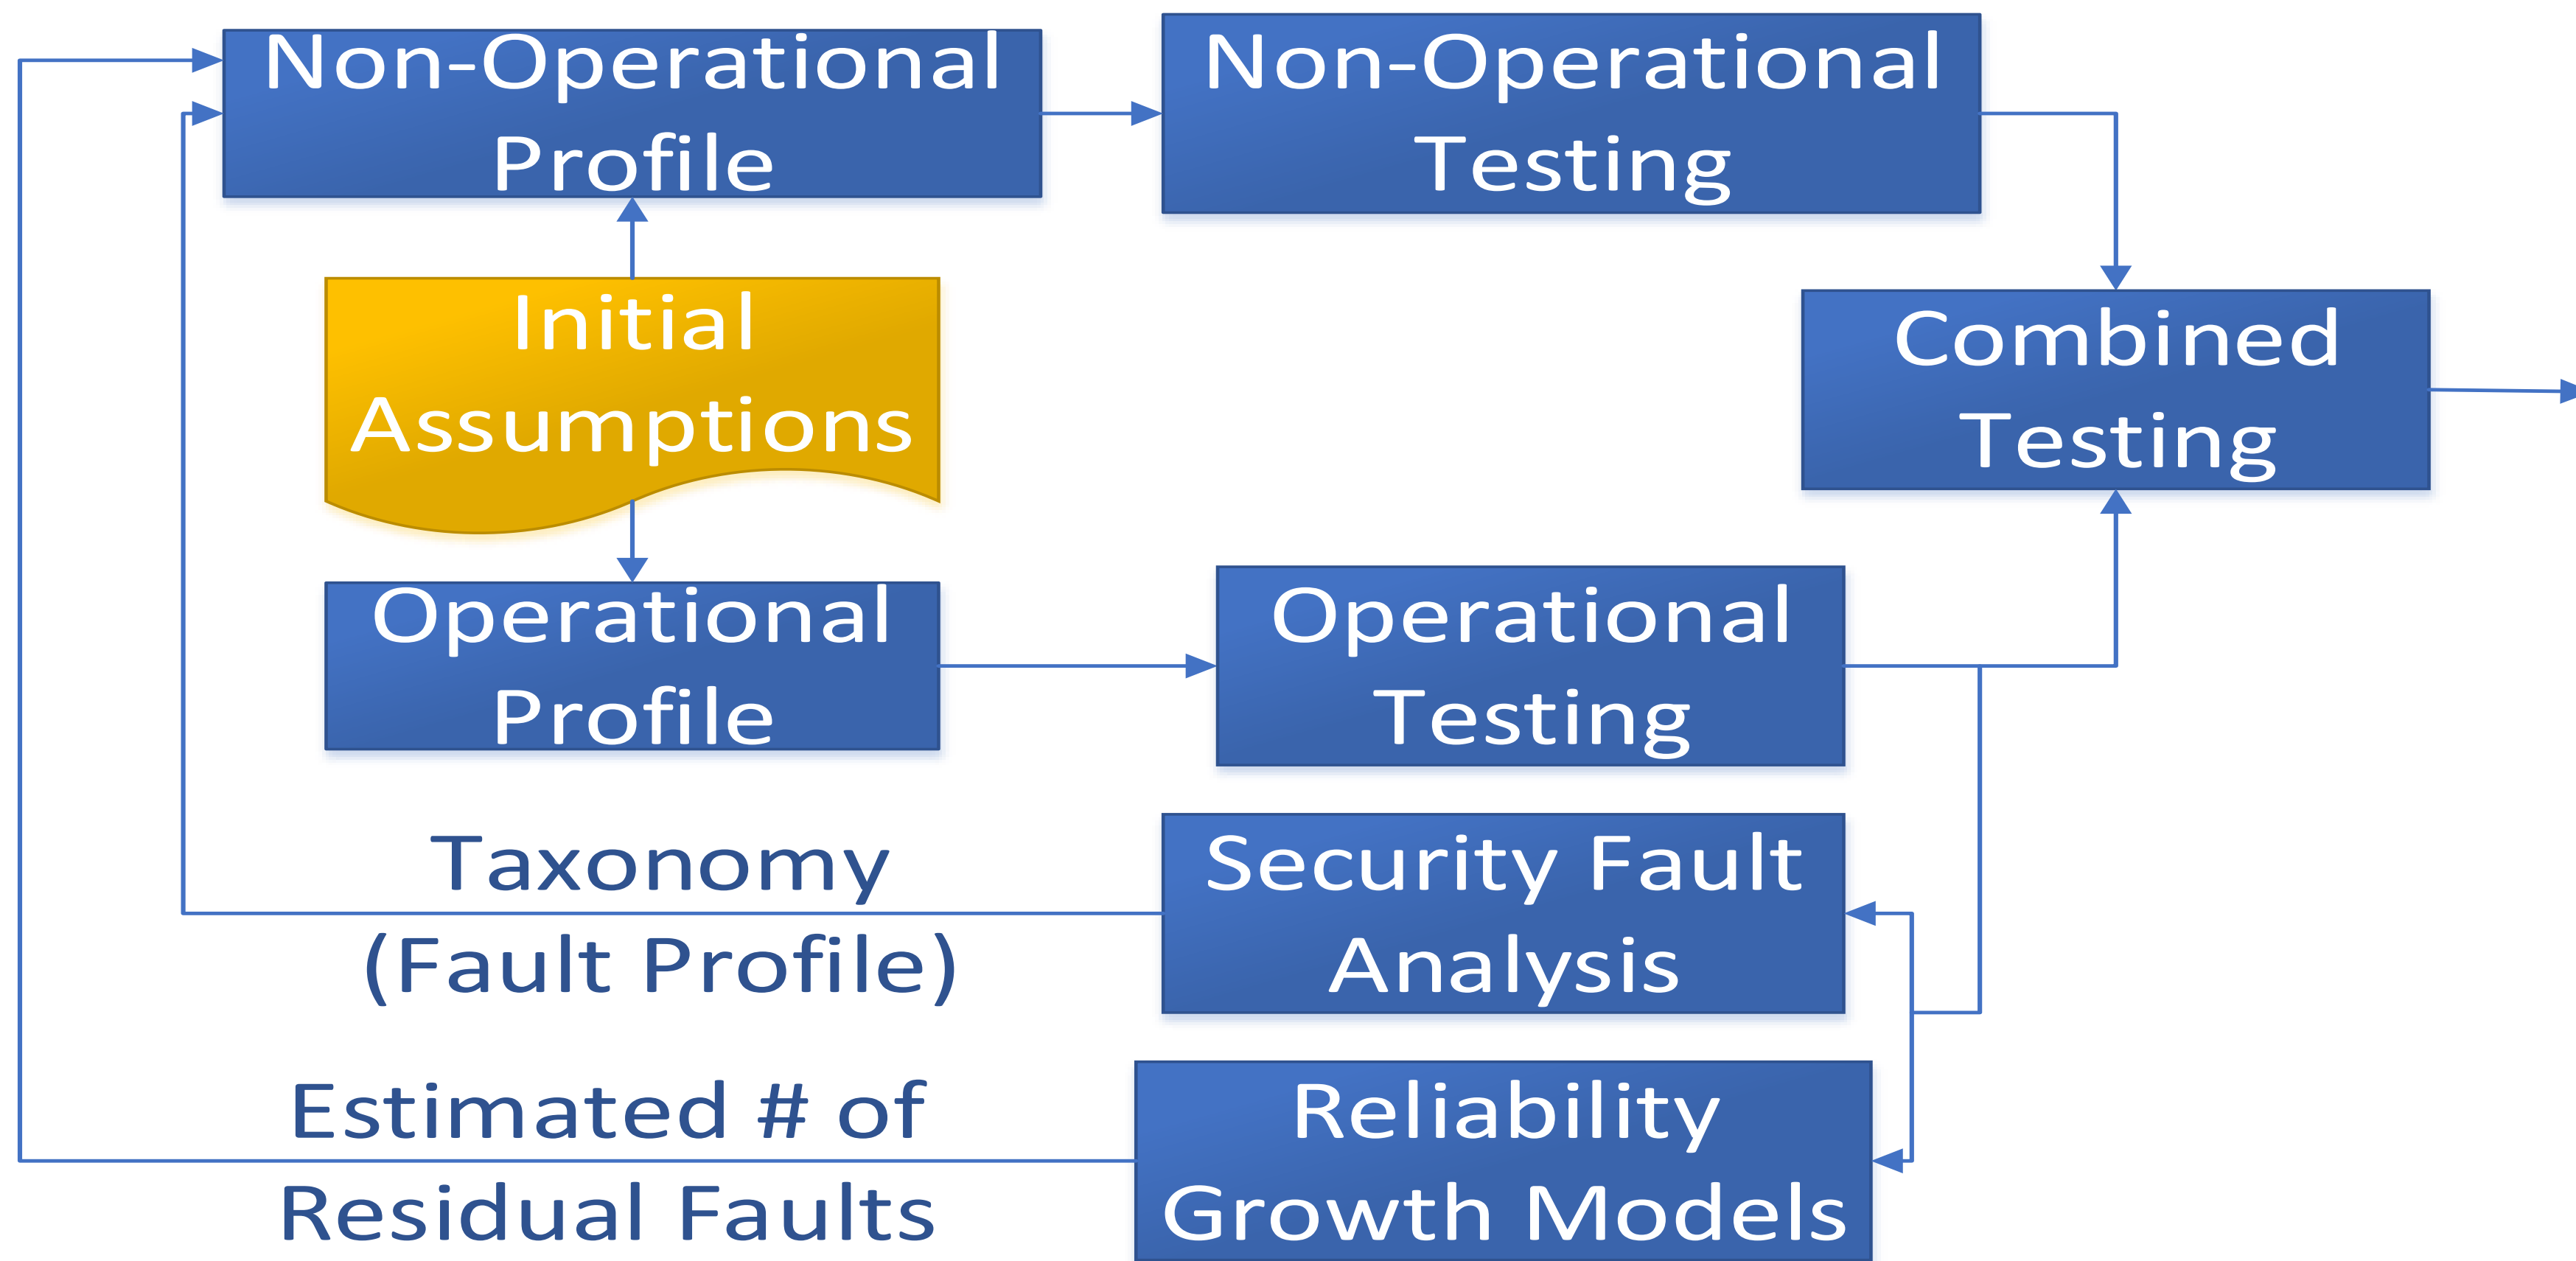 Non-Operational
Profile
Non-Operational
Testing
Initial
Assumptions
Combined
Testing
Operational
Profile
Operational
Testing
Taxonomy
(Fault Profile)
Security Fault
Analysis
Estimated # of
Residual Faults
Reliability
Growth Models